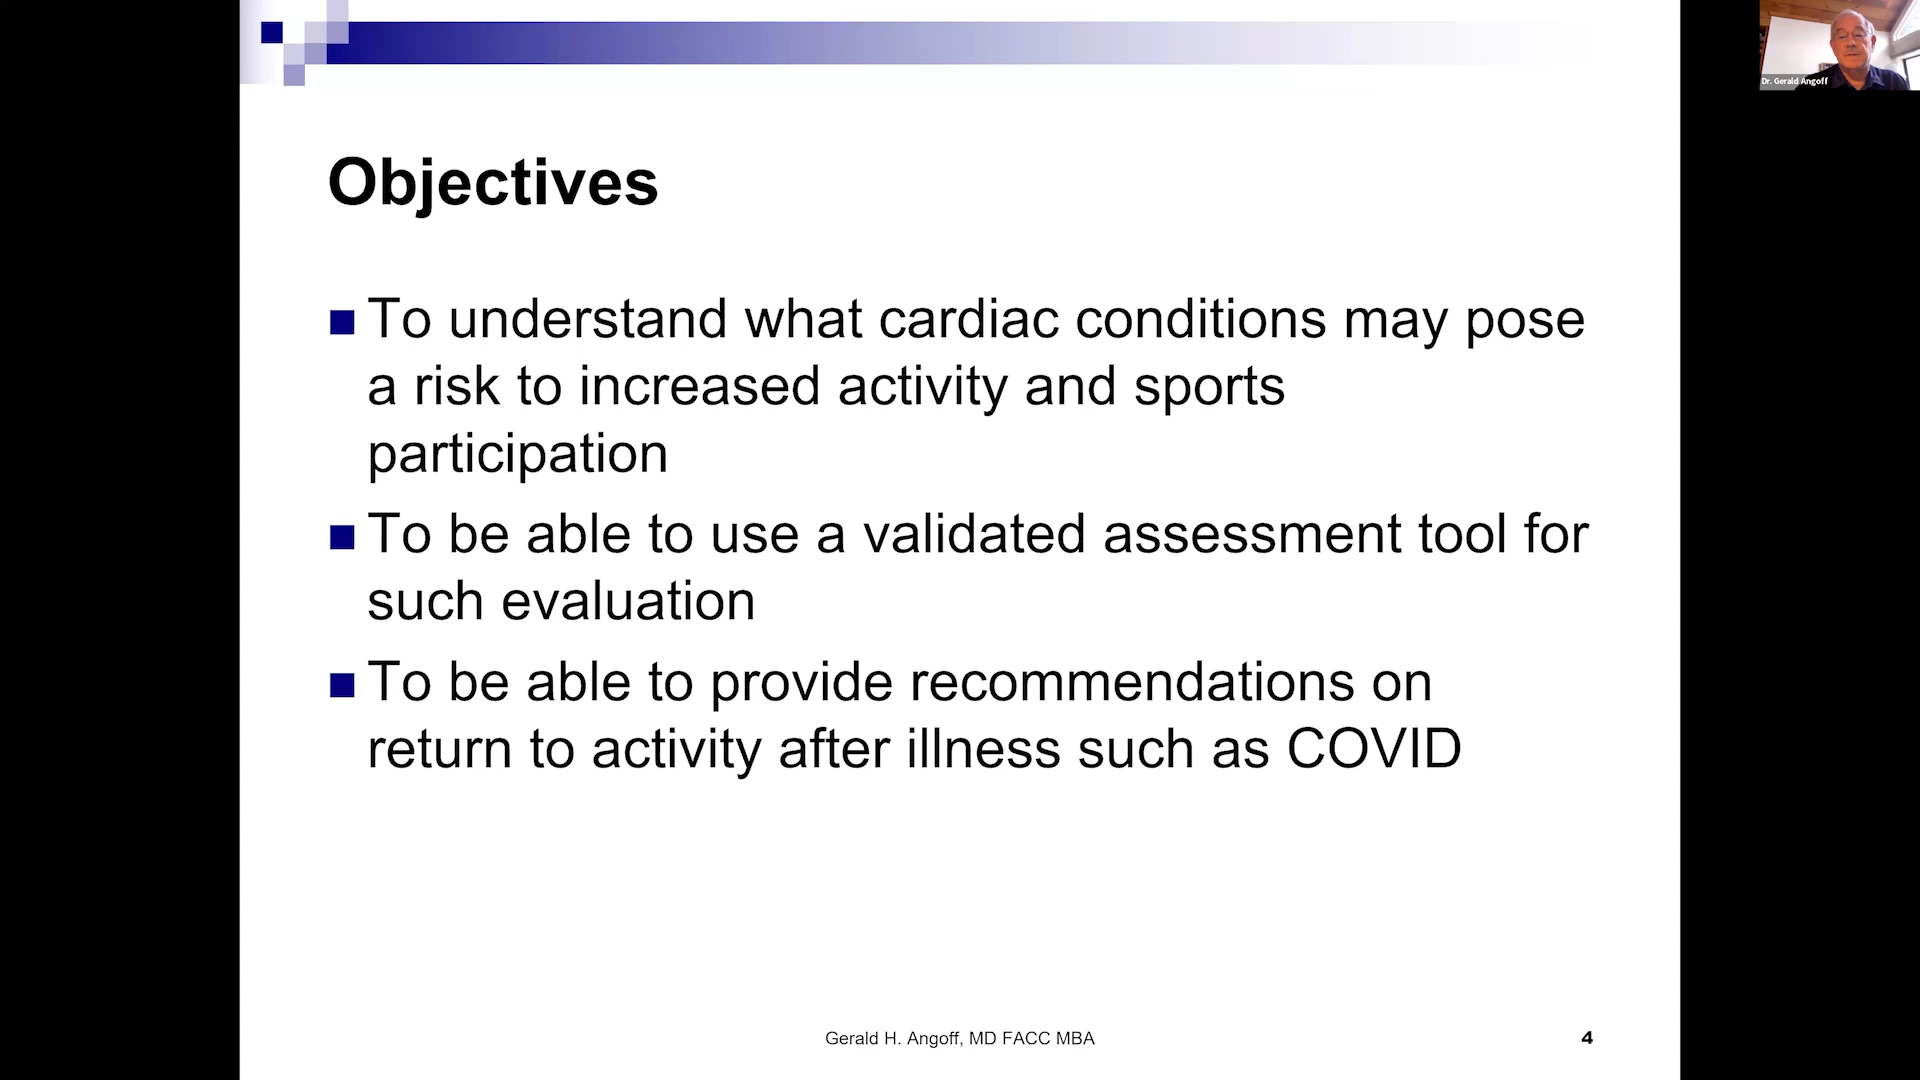 Dr. Gerald Angoff
Objectives
To understand what cardiac conditions may pose
a risk to increased activity and sports
participation
To be able to use a validated assessment tool for
such evaluation
To be able to provide recommendations on
return to activity after illness such as COVID
Gerald H. Angoff, MD FACC MBA
4